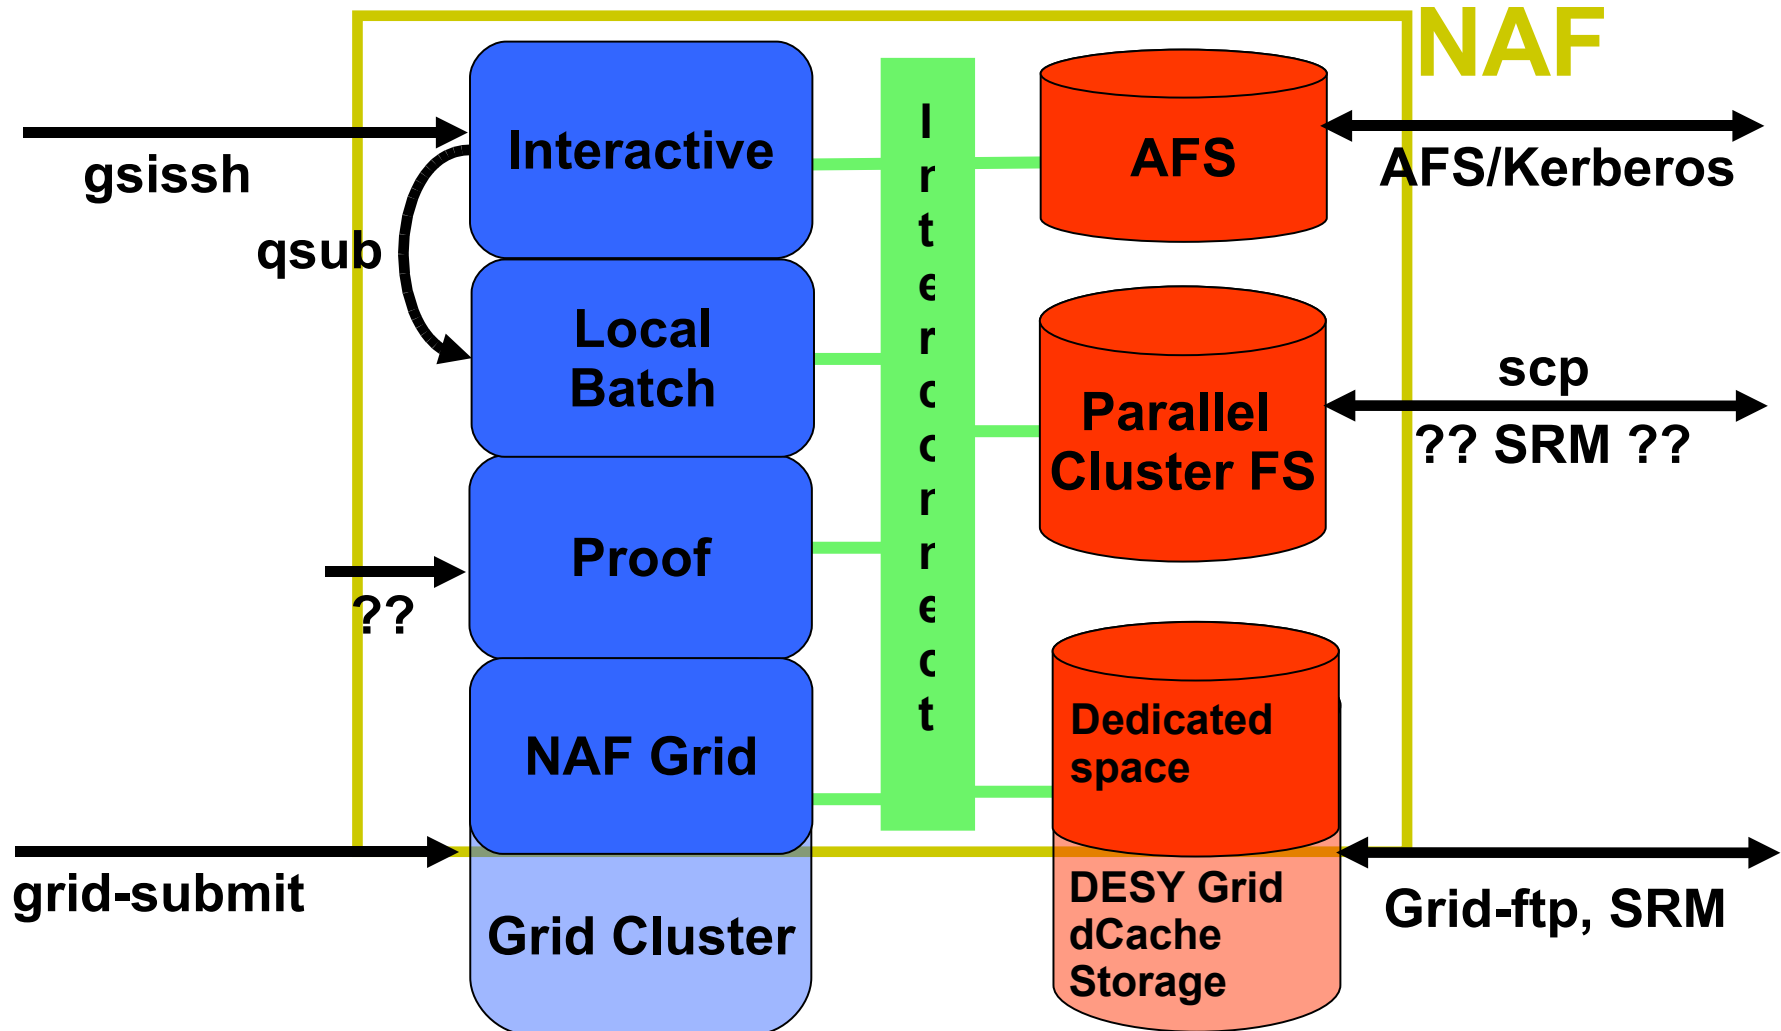 NAF
Interactive
gsissh
qsub
Local
Batch
Proof
??
NAF Grid
grid-submit
Grid Cluster
Interconnect
AFS
AFS/Kerberos
Parallel
Cluster FS
scp
?? SRM ??
Dedicated
space
DESY Grid
dCache
Storage
Grid-ftp, SRM